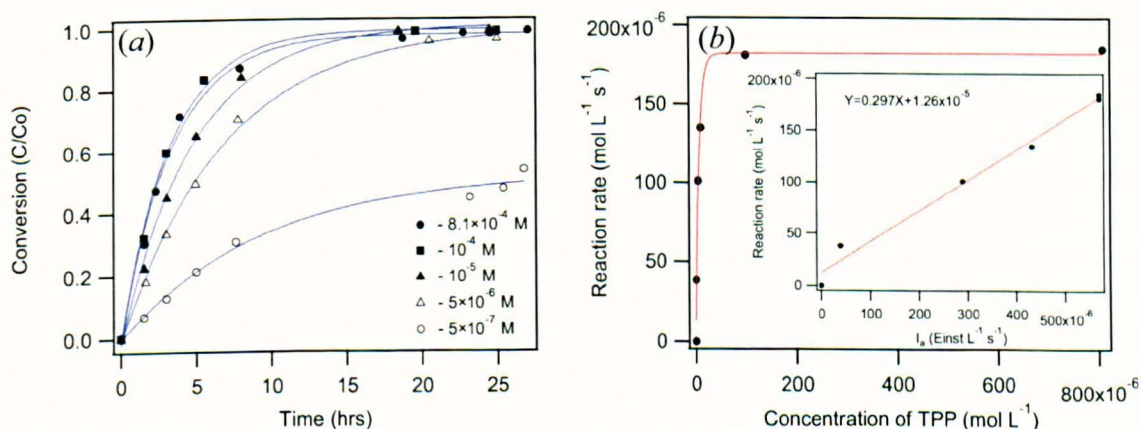 (a)
Conversion (C/Co)
1.0
0.8
0.6
0.4
0.2
0.0
- 8.1×10⁻⁴ M
- 10⁻⁴ M
- 10⁻⁵ M
- 5×10⁻⁶ M
- 5×10⁻⁷ M
0 5 10 15 20 25
Time (hrs)
(b)
Reaction rate (mol L⁻¹ s⁻¹)
200x10⁻⁶
150
100
50
0
0 200 400 600 800x10⁻⁶
Concentration of TPP (mol L⁻¹)
Y=0.297X+1.26x10⁻⁵
Reaction rate (mol L⁻¹ s⁻¹)
200x10⁻⁶
150
100
50
0
0 100 200 300 400 500x10⁻⁶
Iₐ (Einst L⁻¹ s⁻¹)